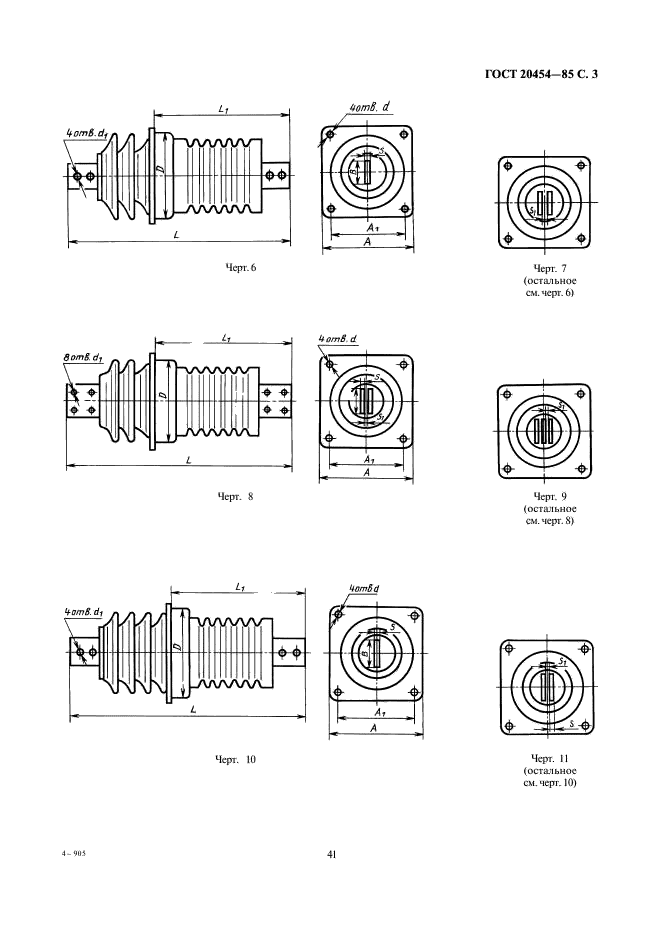 ГОСТ 20454—85 С. 3
L1
4отв. d1
D
L
4отв. d
S
B
A1
A
Черт. 6
S1
Черт. 7
(остальное
см. черт. 6)
L1
8отв. d1
D
L
4отв. d
S
S1
A1
A
Черт. 8
S1
Черт. 9
(остальное
см. черт. 8)
L1
4отв. d1
D
L
4отв d
S
B
A1
A
Черт. 10
S1
S
Черт. 11
(остальное
см. черт. 10)
4–905
41